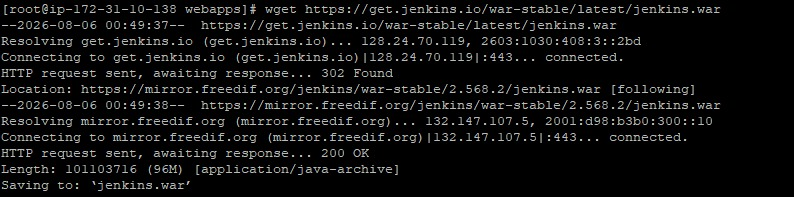 [root@ip-172-31-10-138 webapps]# wget https://get.jenkins.io/war-stable/latest/jenkins.war
--2026-08-06 00:49:37--  https://get.jenkins.io/war-stable/latest/jenkins.war
Resolving get.jenkins.io (get.jenkins.io)... 128.24.70.119, 2603:1030:408:3::2bd
Connecting to get.jenkins.io (get.jenkins.io)|128.24.70.119|:443... connected.
HTTP request sent, awaiting response... 302 Found
Location: https://mirror.freedif.org/jenkins/war-stable/2.568.2/jenkins.war [following]
--2026-08-06 00:49:38--  https://mirror.freedif.org/jenkins/war-stable/2.568.2/jenkins.war
Resolving mirror.freedif.org (mirror.freedif.org)... 132.147.107.5, 2001:d98:b3b0:300::10
Connecting to mirror.freedif.org (mirror.freedif.org)|132.147.107.5|:443... connected.
HTTP request sent, awaiting response... 200 OK
Length: 101103716 (96M) [application/java-archive]
Saving to: ‘jenkins.war’